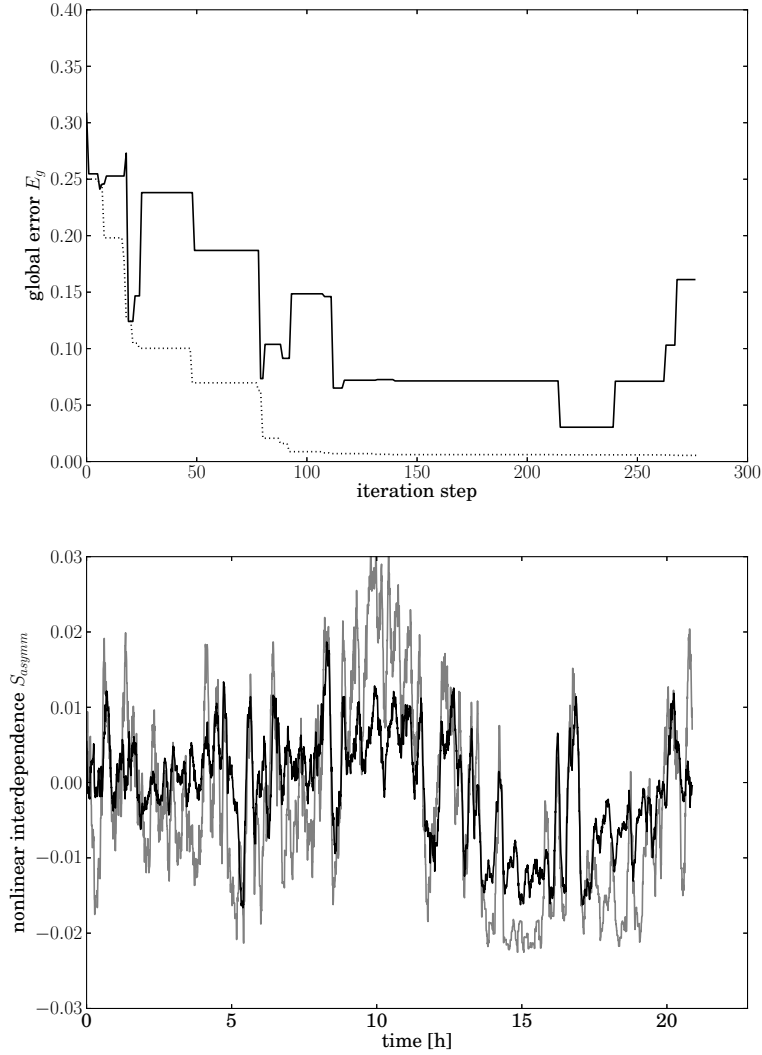 0.40
0.35
0.30
0.25
0.20
0.15
0.10
0.05
0.00
global error E_g
0 50 100 150 200 250 300
iteration step
0.03
0.02
0.01
0.00
−0.01
−0.02
−0.03
nonlinear interdependence S_asymm
0 5 10 15 20
time [h]